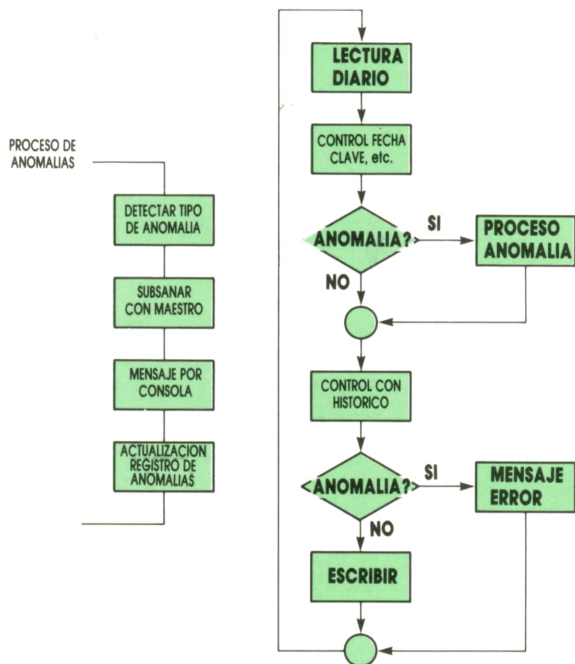 PROCESO DE
ANOMALIAS
DETECTAR TIPO
DE ANOMALIA
SUBSANAR
CON MAESTRO
MENSAJE POR
CONSOLA
ACTUALIZACION
REGISTRO DE
ANOMALIAS
LECTURA
DIARIO
CONTROL FECHA
CLAVE, etc.
ANOMALIA?
SI
PROCESO
ANOMALIA
NO
CONTROL CON
HISTORICO
ANOMALIA?
SI
MENSAJE
ERROR
NO
ESCRIBIR